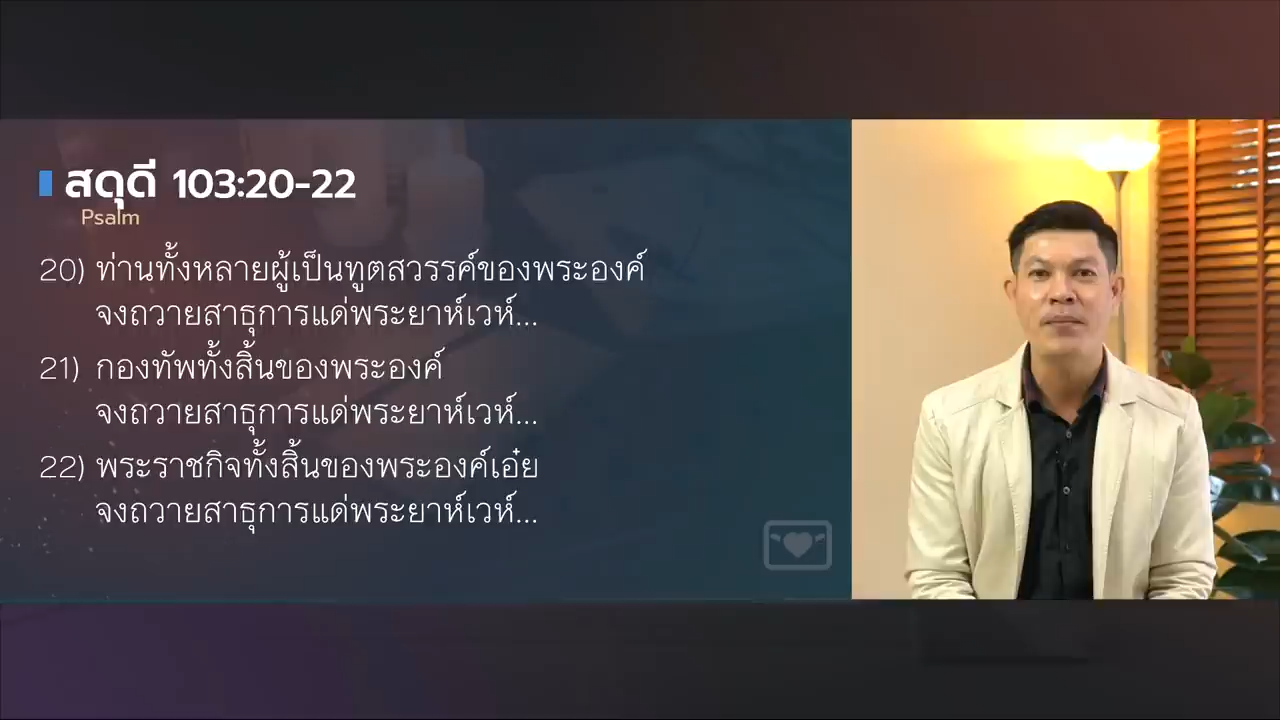 สดุดี 103:20-22
Psalm
20) ท่านทั้งหลายผู้เป็นทูตสวรรค์ของพระองค์
จงถวายสาธุการแด่พระยาห์เวห์...
21) กองทัพทั้งสิ้นของพระองค์
จงถวายสาธุการแด่พระยาห์เวห์...
22) พระราชกิจทั้งสิ้นของพระองค์เอ๋ย
จงถวายสาธุการแด่พระยาห์เวห์...